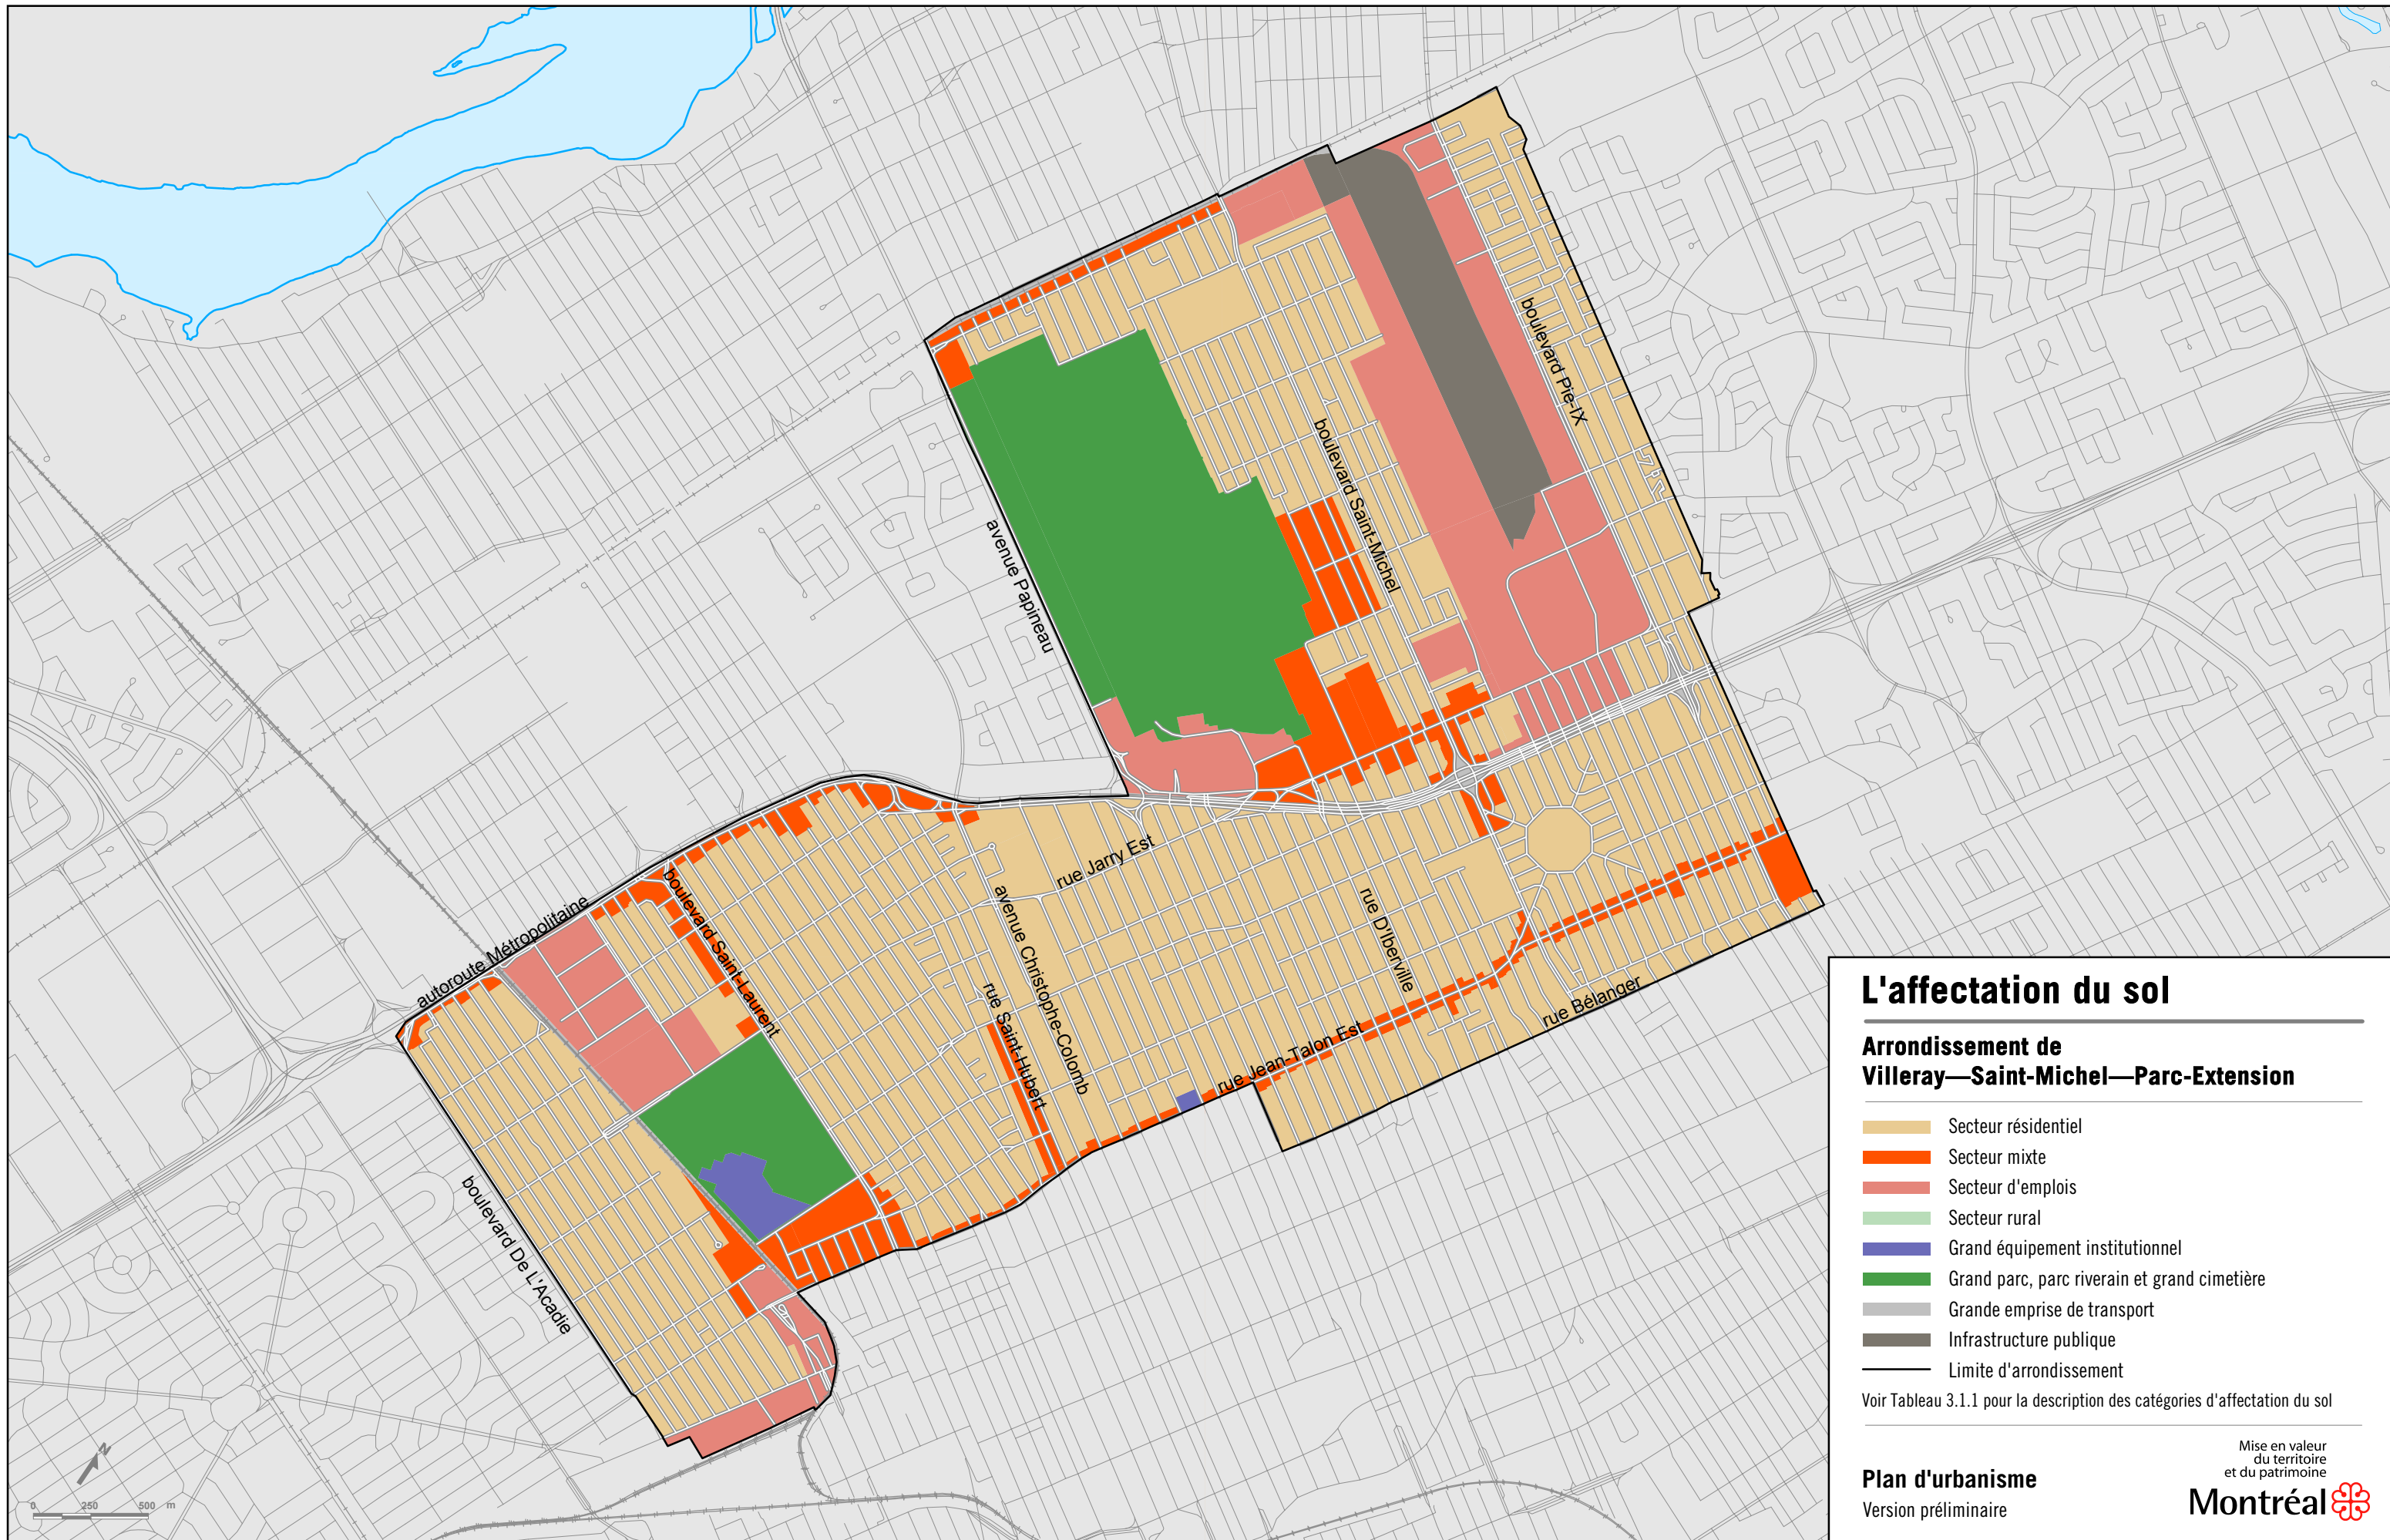 boulevard Pie-IX
boulevard Saint-Michel
avenue Papineau
rue Jarry Est
boulevard Saint-Laurent
avenue Christophe-Colomb
rue D'Iberville
autoroute Métropolitaine
rue Saint-Hubert
rue Bélanger
rue Jean-Talon Est
boulevard De L'Acadie
N
0 250 500 m
L'affectation du sol
Arrondissement de
Villeray—Saint-Michel—Parc-Extension
Secteur résidentiel
Secteur mixte
Secteur d'emplois
Secteur rural
Grand équipement institutionnel
Grand parc, parc riverain et grand cimetière
Grande emprise de transport
Infrastructure publique
Limite d'arrondissement
Voir Tableau 3.1.1 pour la description des catégories d'affectation du sol
Plan d'urbanisme
Version préliminaire
Mise en valeur
du territoire
et du patrimoine
Montréal